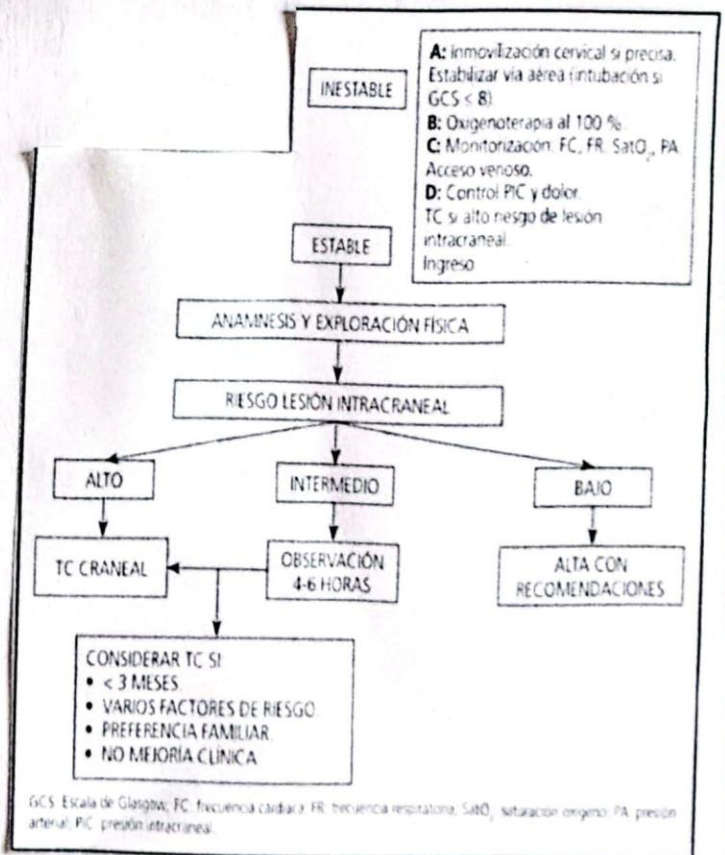 INESTABLE
A: Inmovilización cervical si precisa.
Estabilizar vía aérea (intubación si
GCS ≤ 8)
B: Oxigenoterapia al 100 %.
C: Monitorización: FC, FR, SatO₂, PA.
Acceso venoso.
D: Control PIC y dolor.
TC si alto riesgo de lesión
intracraneal.
Ingreso
ESTABLE
ANAMNESIS Y EXPLORACIÓN FÍSICA
RIESGO LESIÓN INTRACRANEAL
ALTO
INTERMEDIO
BAJO
TC CRANEAL
OBSERVACIÓN
4-6 HORAS
ALTA CON
RECOMENDACIONES
CONSIDERAR TC SI
• < 3 MESES.
• VARIOS FACTORES DE RIESGO.
• PREFERENCIA FAMILIAR.
• NO MEJORÍA CLÍNICA
GCS: Escala de Glasgow; FC: frecuencia cardiaca; FR: frecuencia respiratoria; SatO₂: saturación oxígeno; PA: presión
arterial; PIC: presión intracraneal.